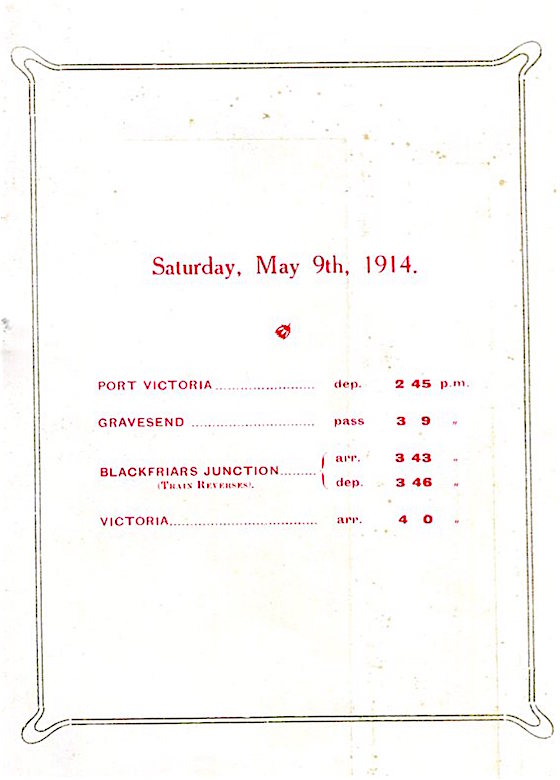 Saturday, May 9th, 1914.
PORT VICTORIA........................ dep. 2 45 p.m.
GRAVESEND .............................. pass 3 9 „
BLACKFRIARS JUNCTION......... { arr. 3 43 „
(TRAIN REVERSES). dep. 3 46 „
VICTORIA.................................... arr. 4 0 „